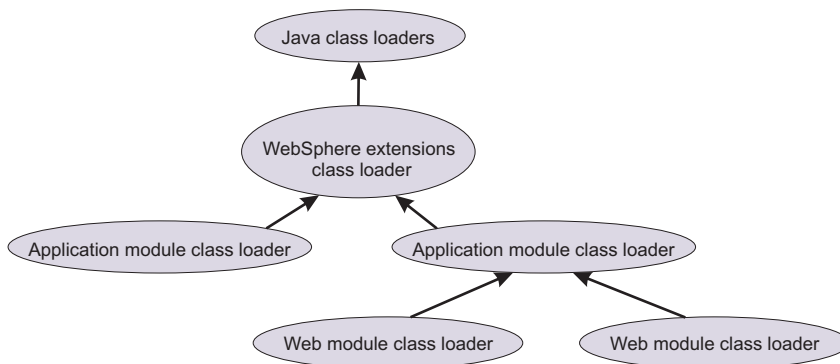 Java class loaders
WebSphere extensions
class loader
Application module class loader
Application module class loader
Web module class loader
Web module class loader